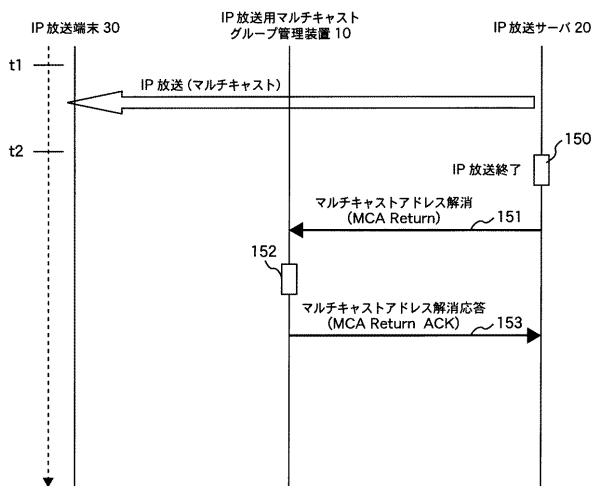 IP 放送端末 30
IP 放送用マルチキャスト
グループ管理装置 10
IP 放送サーバ 20
t1
IP 放送 (マルチキャスト)
t2
150
IP 放送終了
マルチキャストアドレス解消
(MCA Return)
151
152
マルチキャストアドレス解消応答
(MCA Return ACK)
153